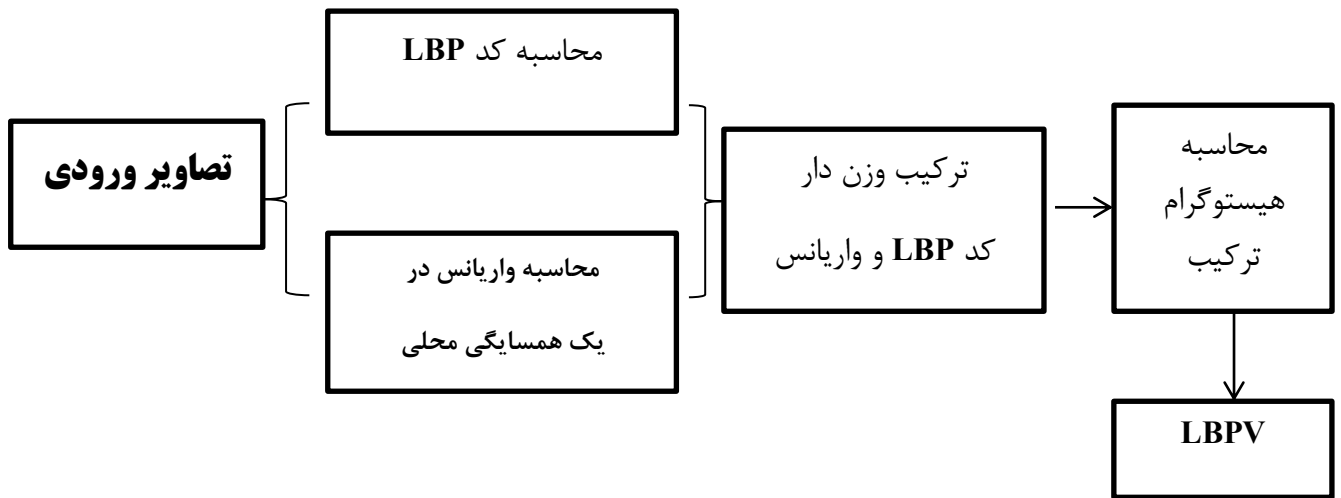 تصاویر ورودی
محاسبه کد LBP
محاسبه واریانس در
یک همسایگی محلی
ترکیب وزن دار
کد LBP و واریانس
محاسبه
هیستوگرام
ترکیب
LBPV